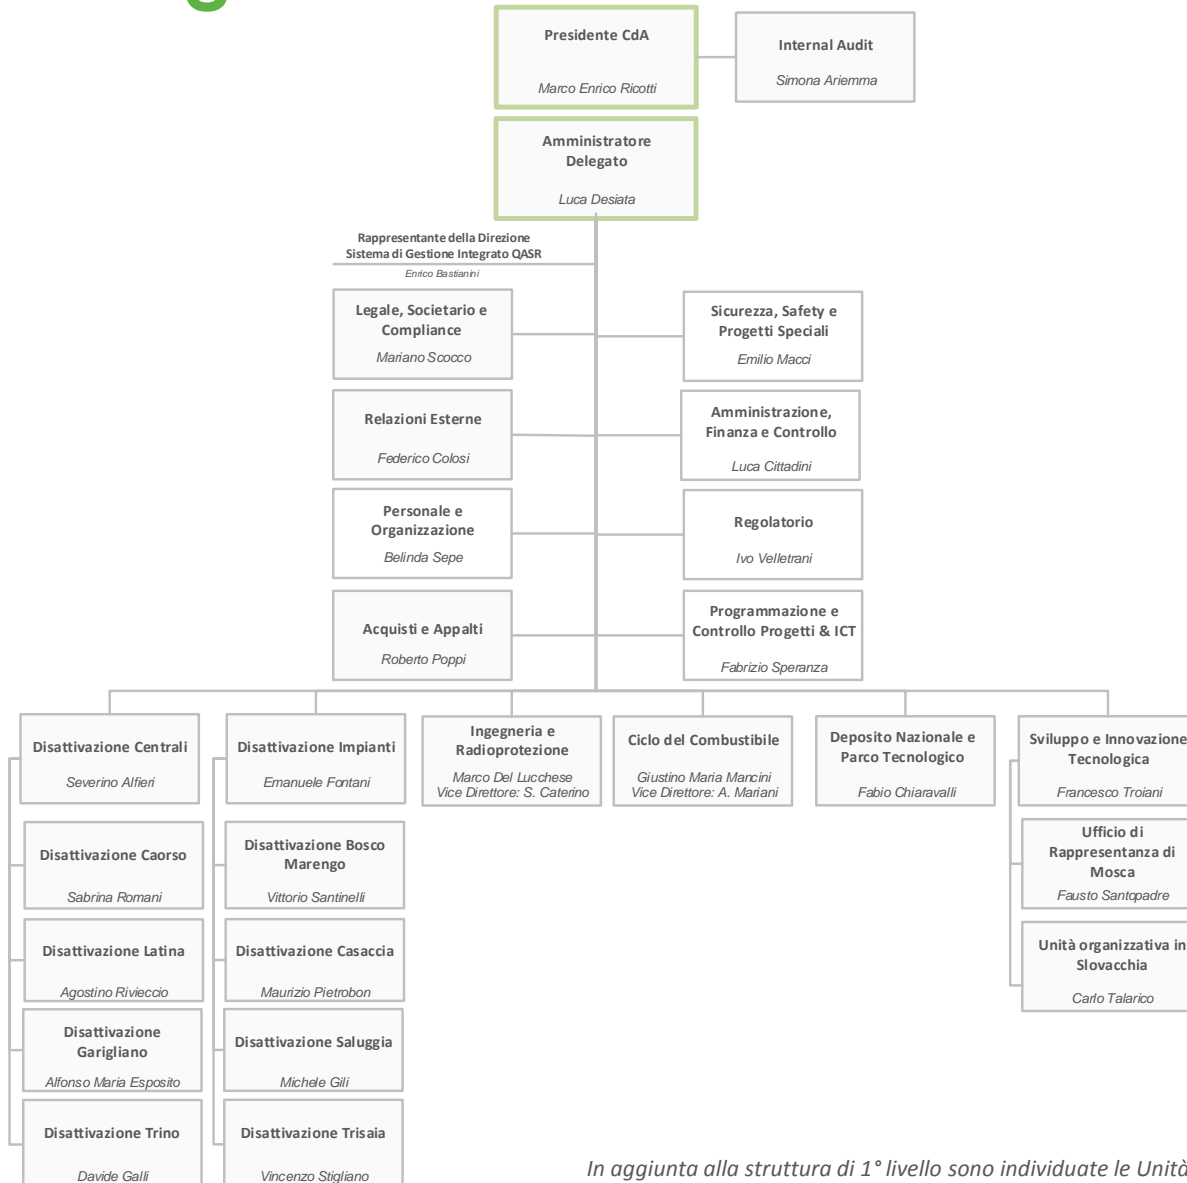 g
Presidente CdA
Marco Enrico Ricotti
Internal Audit
Simona Ariemma
Amministratore
Delegato
Luca Desiata
Rappresentante della Direzione
Sistema di Gestione Integrato QASR
Enrico Bastianini
Legale, Societario e
Compliance
Mariano Scocco
Sicurezza, Safety e
Progetti Speciali
Emilio Macci
Relazioni Esterne
Federico Colosi
Amministrazione,
Finanza e Controllo
Luca Cittadini
Personale e
Organizzazione
Belinda Sepe
Regolatorio
Ivo Velletrani
Acquisti e Appalti
Roberto Poppi
Programmazione e
Controllo Progetti & ICT
Fabrizio Speranza
Disattivazione Centrali
Severino Alfieri
Disattivazione Impianti
Emanuele Fontani
Ingegneria e
Radioprotezione
Marco Del Lucchese
Vice Direttore: S. Caterino
Ciclo del Combustibile
Giustino Maria Mancini
Vice Direttore: A. Mariani
Deposito Nazionale e
Parco Tecnologico
Fabio Chiaravalli
Sviluppo e Innovazione
Tecnologica
Francesco Troiani
Disattivazione Caorso
Sabrina Romani
Disattivazione Bosco
Marengo
Vittorio Santinelli
Ufficio di
Rappresentanza di
Mosca
Fausto Santopadre
Disattivazione Latina
Agostino Rivieccio
Disattivazione Casaccia
Maurizio Pietrobon
Unità organizzativa in
Slovacchia
Carlo Talarico
Disattivazione
Garigliano
Alfonso Maria Esposito
Disattivazione Saluggia
Michele Gili
Disattivazione Trino
Davide Galli
Disattivazione Trisaia
Vincenzo Stigliano
In aggiunta alla struttura di 1° livello sono individuate le Unità